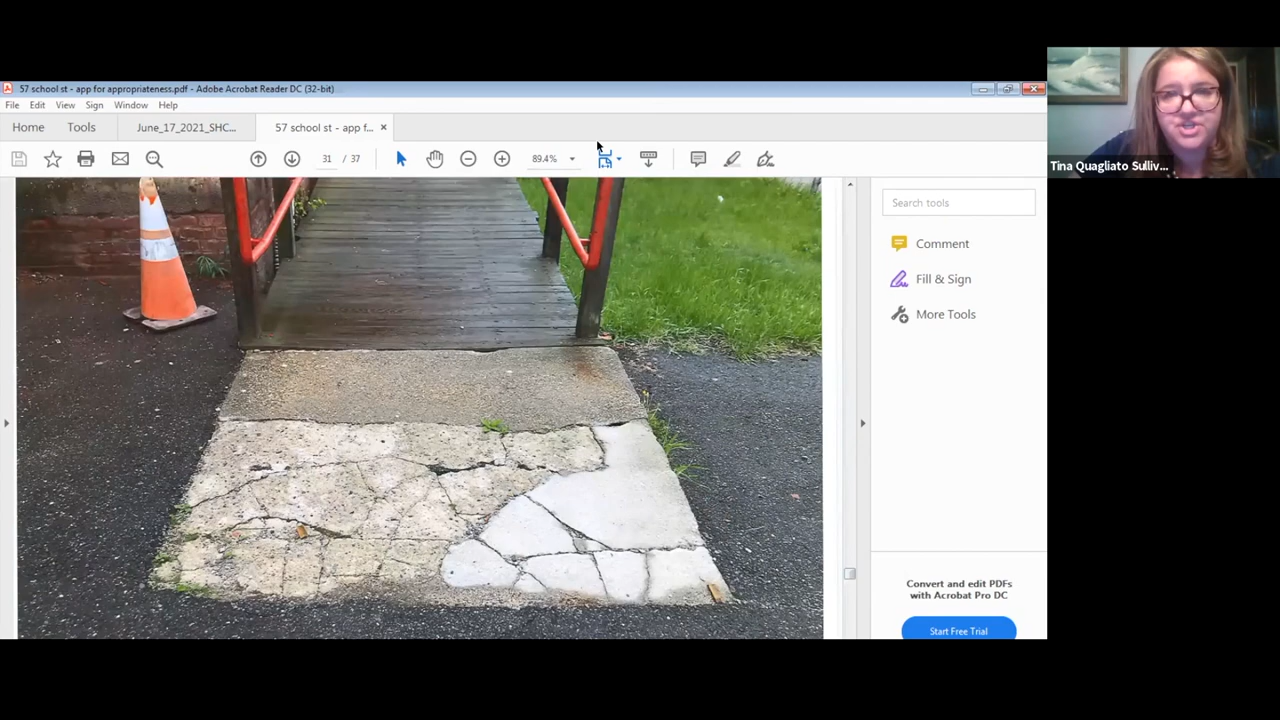 57 school st - app for appropriateness.pdf - Adobe Acrobat Reader DC (32-bit)
File Edit View Sign Window Help
Home Tools June_17_2021_SHC... 57 school st - app f... ×
31 / 37 89.4%
Search tools
Comment
Fill & Sign
More Tools
Convert and edit PDFs
with Acrobat Pro DC
Start Free Trial
Tina Quagliato Sulliv...